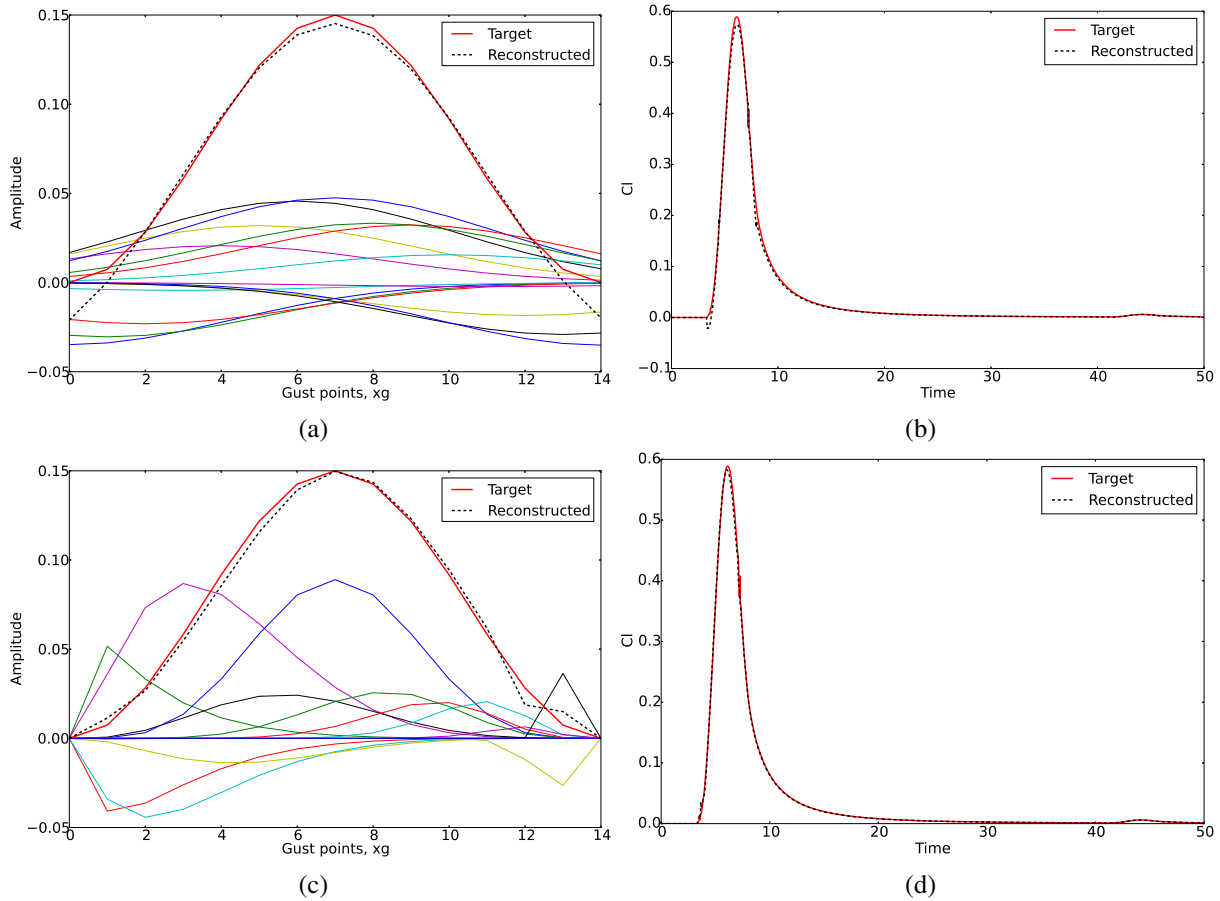 0.15
0.10
0.05
0.00
−0.05
Amplitude
0 2 4 6 8 10 12 14
Gust points, xg
Target
Reconstructed
(a)
0.6
0.5
0.4
0.3
0.2
0.1
0.0
−0.1
Cl
0 10 20 30 40 50
Time
Target
Reconstructed
(b)
0.15
0.10
0.05
0.00
−0.05
Amplitude
0 2 4 6 8 10 12 14
Gust points, xg
Target
Reconstructed
(c)
0.6
0.5
0.4
0.3
0.2
0.1
0.0
Cl
0 10 20 30 40 50
Time
Target
Reconstructed
(d)